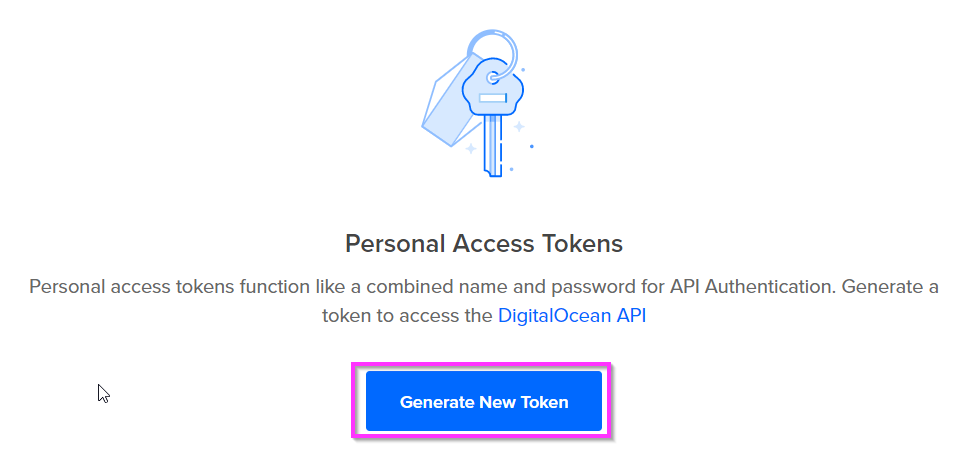 Personal Access Tokens
Personal access tokens function like a combined name and password for API Authentication. Generate a
token to access the DigitalOcean API
Generate New Token